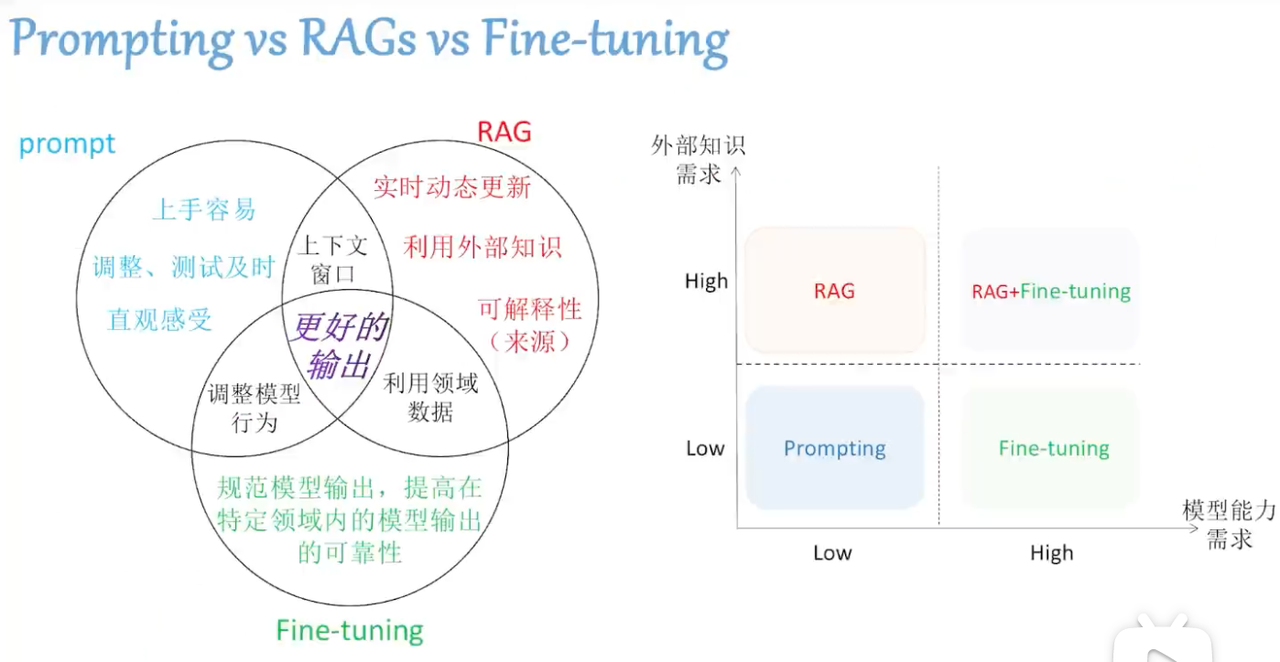 Prompting vs RAGs vs Fine-tuning
prompt
RAG
上手容易
调整、测试及时
直观感受
上下文
窗口
实时动态更新
利用外部知识
可解释性
（来源）
更好的
输出
调整模型
行为
利用领域
数据
规范模型输出，提高在
特定领域内的模型输出
的可靠性
Fine-tuning
外部知识
需求
High
RAG
RAG+Fine-tuning
Low
Prompting
Fine-tuning
Low
High
模型能力
需求